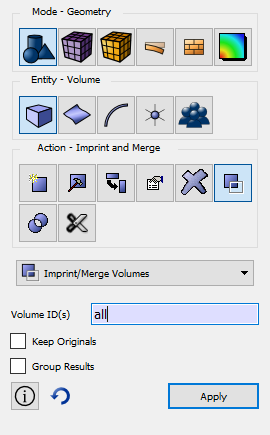 Mode - Geometry
Entity - Volume
Action - Imprint and Merge
Imprint/Merge Volumes
Volume ID(s) all
Keep Originals
Group Results
Apply